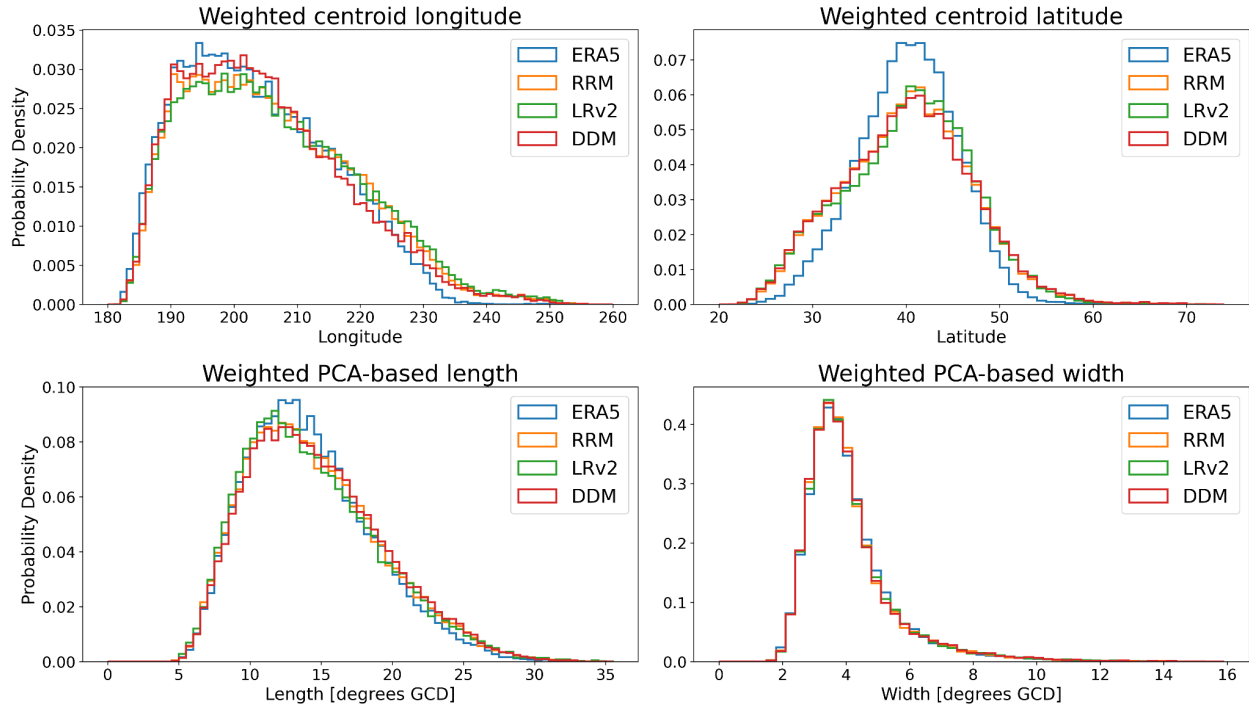 Weighted centroid longitude
0.035
0.030
0.025
0.020
0.015
0.010
0.005
0.000
Probability Density
180 190 200 210 220 230 240 250 260
Longitude
ERA5
RRM
LRv2
DDM
Weighted centroid latitude
0.07
0.06
0.05
0.04
0.03
0.02
0.01
0.00
20 30 40 50 60 70
Latitude
ERA5
RRM
LRv2
DDM
Weighted PCA-based length
0.10
0.08
0.06
0.04
0.02
0.00
Probability Density
0 5 10 15 20 25 30 35
Length [degrees GCD]
ERA5
RRM
LRv2
DDM
Weighted PCA-based width
0.4
0.3
0.2
0.1
0.0
0 2 4 6 8 10 12 14 16
Width [degrees GCD]
ERA5
RRM
LRv2
DDM